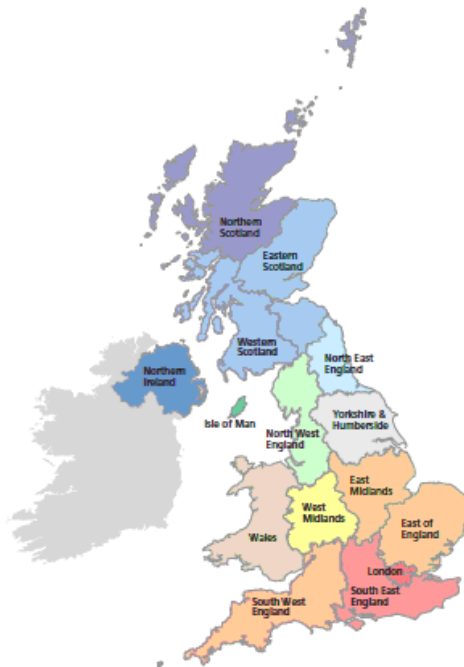 Northern
Scotland
Eastern
Scotland
Western
Scotland
North East
England
Northern
Ireland
Isle of Man
Yorkshire &
Humberside
North West
England
East
Midlands
West
Midlands
East of
England
Wales
London
South East
England
South West
England